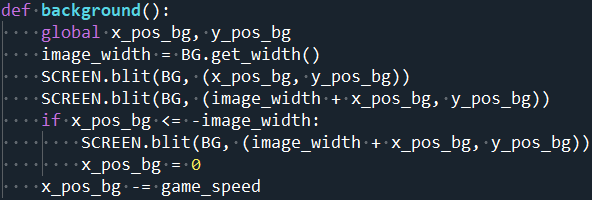 def background():
    global x_pos_bg, y_pos_bg
    image_width = BG.get_width()
    SCREEN.blit(BG, (x_pos_bg, y_pos_bg))
    SCREEN.blit(BG, (image_width + x_pos_bg, y_pos_bg))
    if x_pos_bg <= -image_width:
        SCREEN.blit(BG, (image_width + x_pos_bg, y_pos_bg))
        x_pos_bg = 0
    x_pos_bg -= game_speed